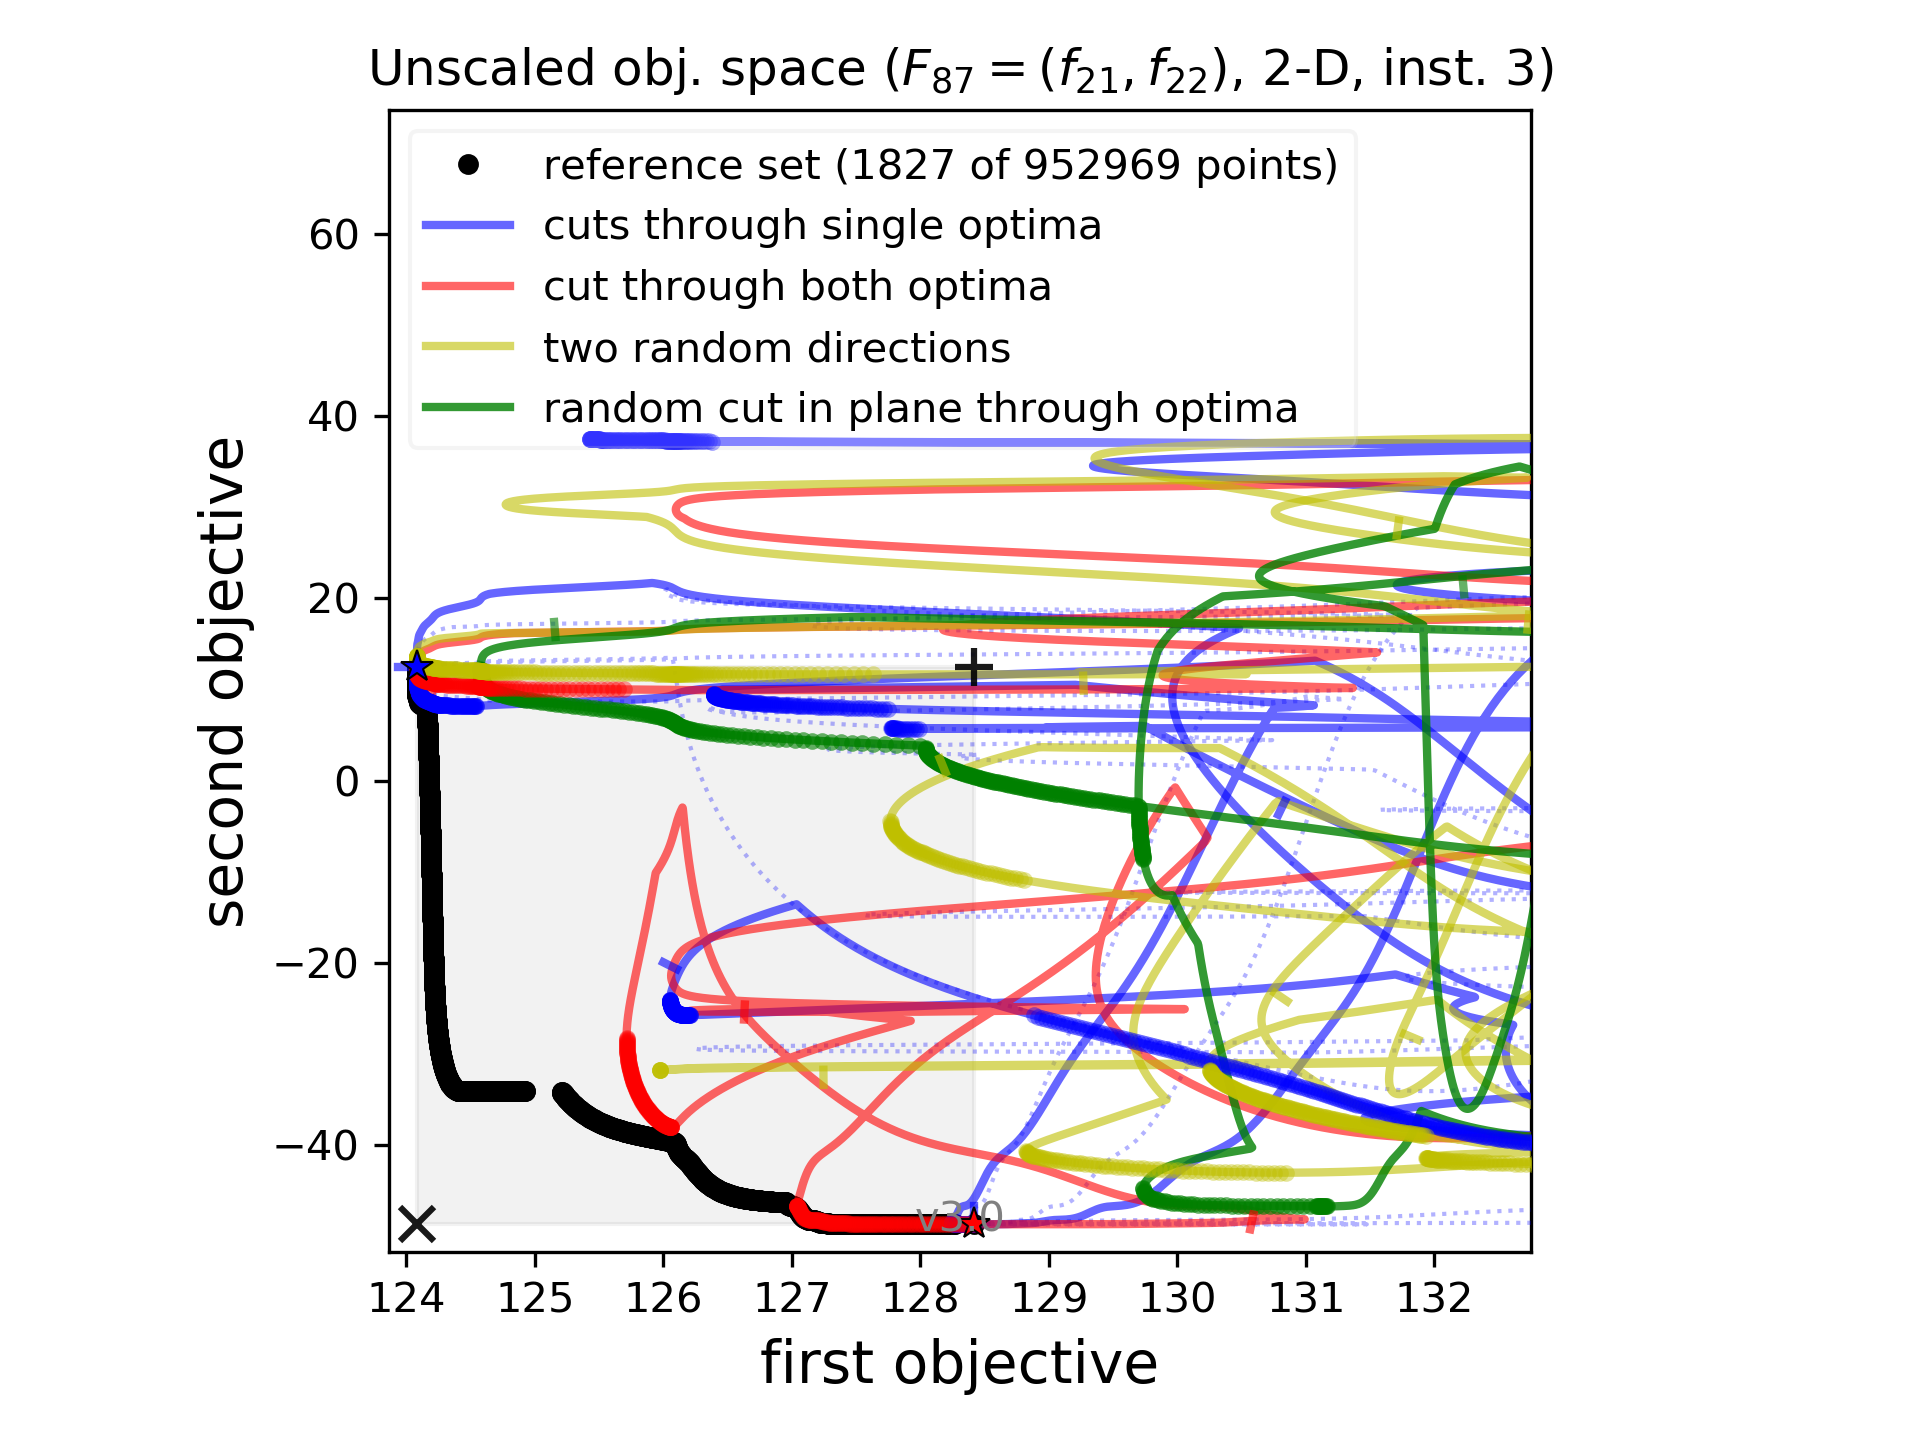 Unscaled obj. space (F87 = (f21, f22), 2-D, inst. 3)
reference set (1827 of 952969 points)
cuts through single optima
cut through both optima
two random directions
random cut in plane through optima
second objective
60
40
20
0
−20
−40
v3.0
124 125 126 127 128 129 130 131 132
first objective